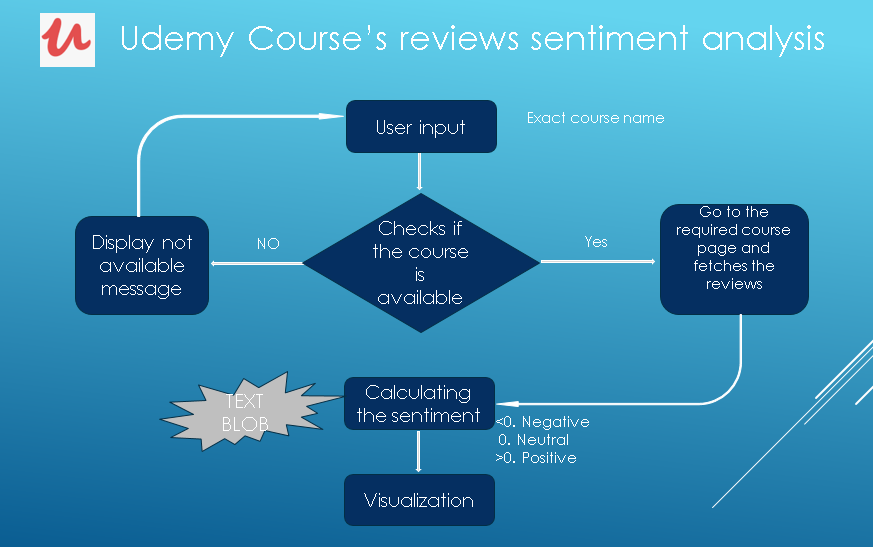 Udemy Course's reviews sentiment analysis
User input
Exact course name
Checks if
the course
is
available
NO
Yes
Display not
available
message
Go to the
required course
page and
fetches the
reviews
TEXT
BLOB
Calculating
the sentiment
<0. Negative
0. Neutral
>0. Positive
Visualization